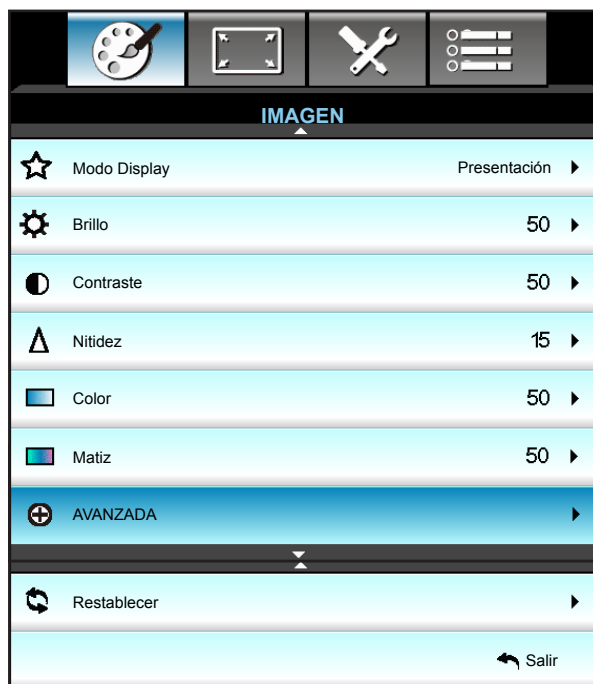 IMAGEN
Modo Display Presentación
Brillo 50
Contraste 50
Nitidez 15
Color 50
Matiz 50
AVANZADA
Restablecer
Salir